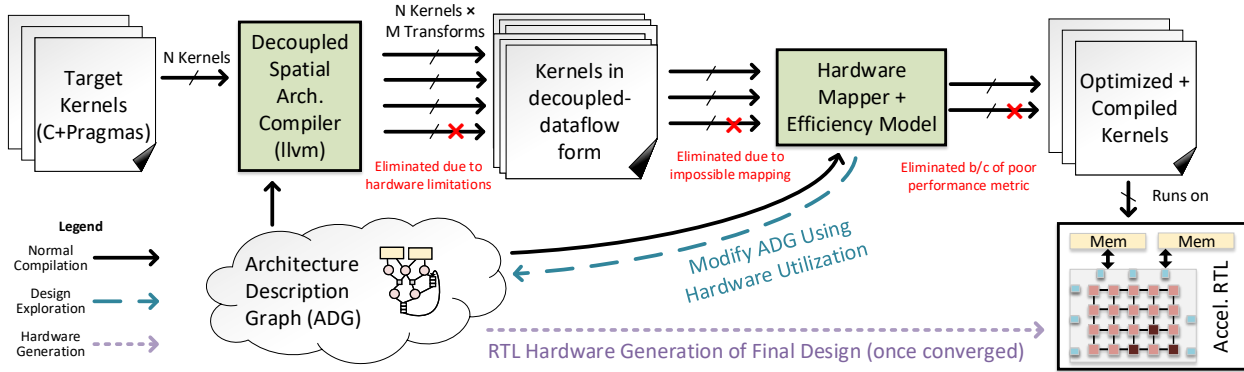 Target
Kernels
(C+Pragmas)
N Kernels
Decoupled
Spatial
Arch.
Compiler
(llvm)
N Kernels ×
M Transforms
Eliminated due to
hardware limitations
Kernels in
decoupled-
dataflow
form
Eliminated due to
impossible mapping
Hardware
Mapper +
Efficiency Model
Eliminated b/c of poor
performance metric
Optimized +
Compiled
Kernels
Runs on
Legend
Normal
Compilation
Design
Exploration
Hardware
Generation
Architecture
Description
Graph (ADG)
Modify ADG Using
Hardware Utilization
RTL Hardware Generation of Final Design (once converged)
Mem
Mem
Accel. RTL